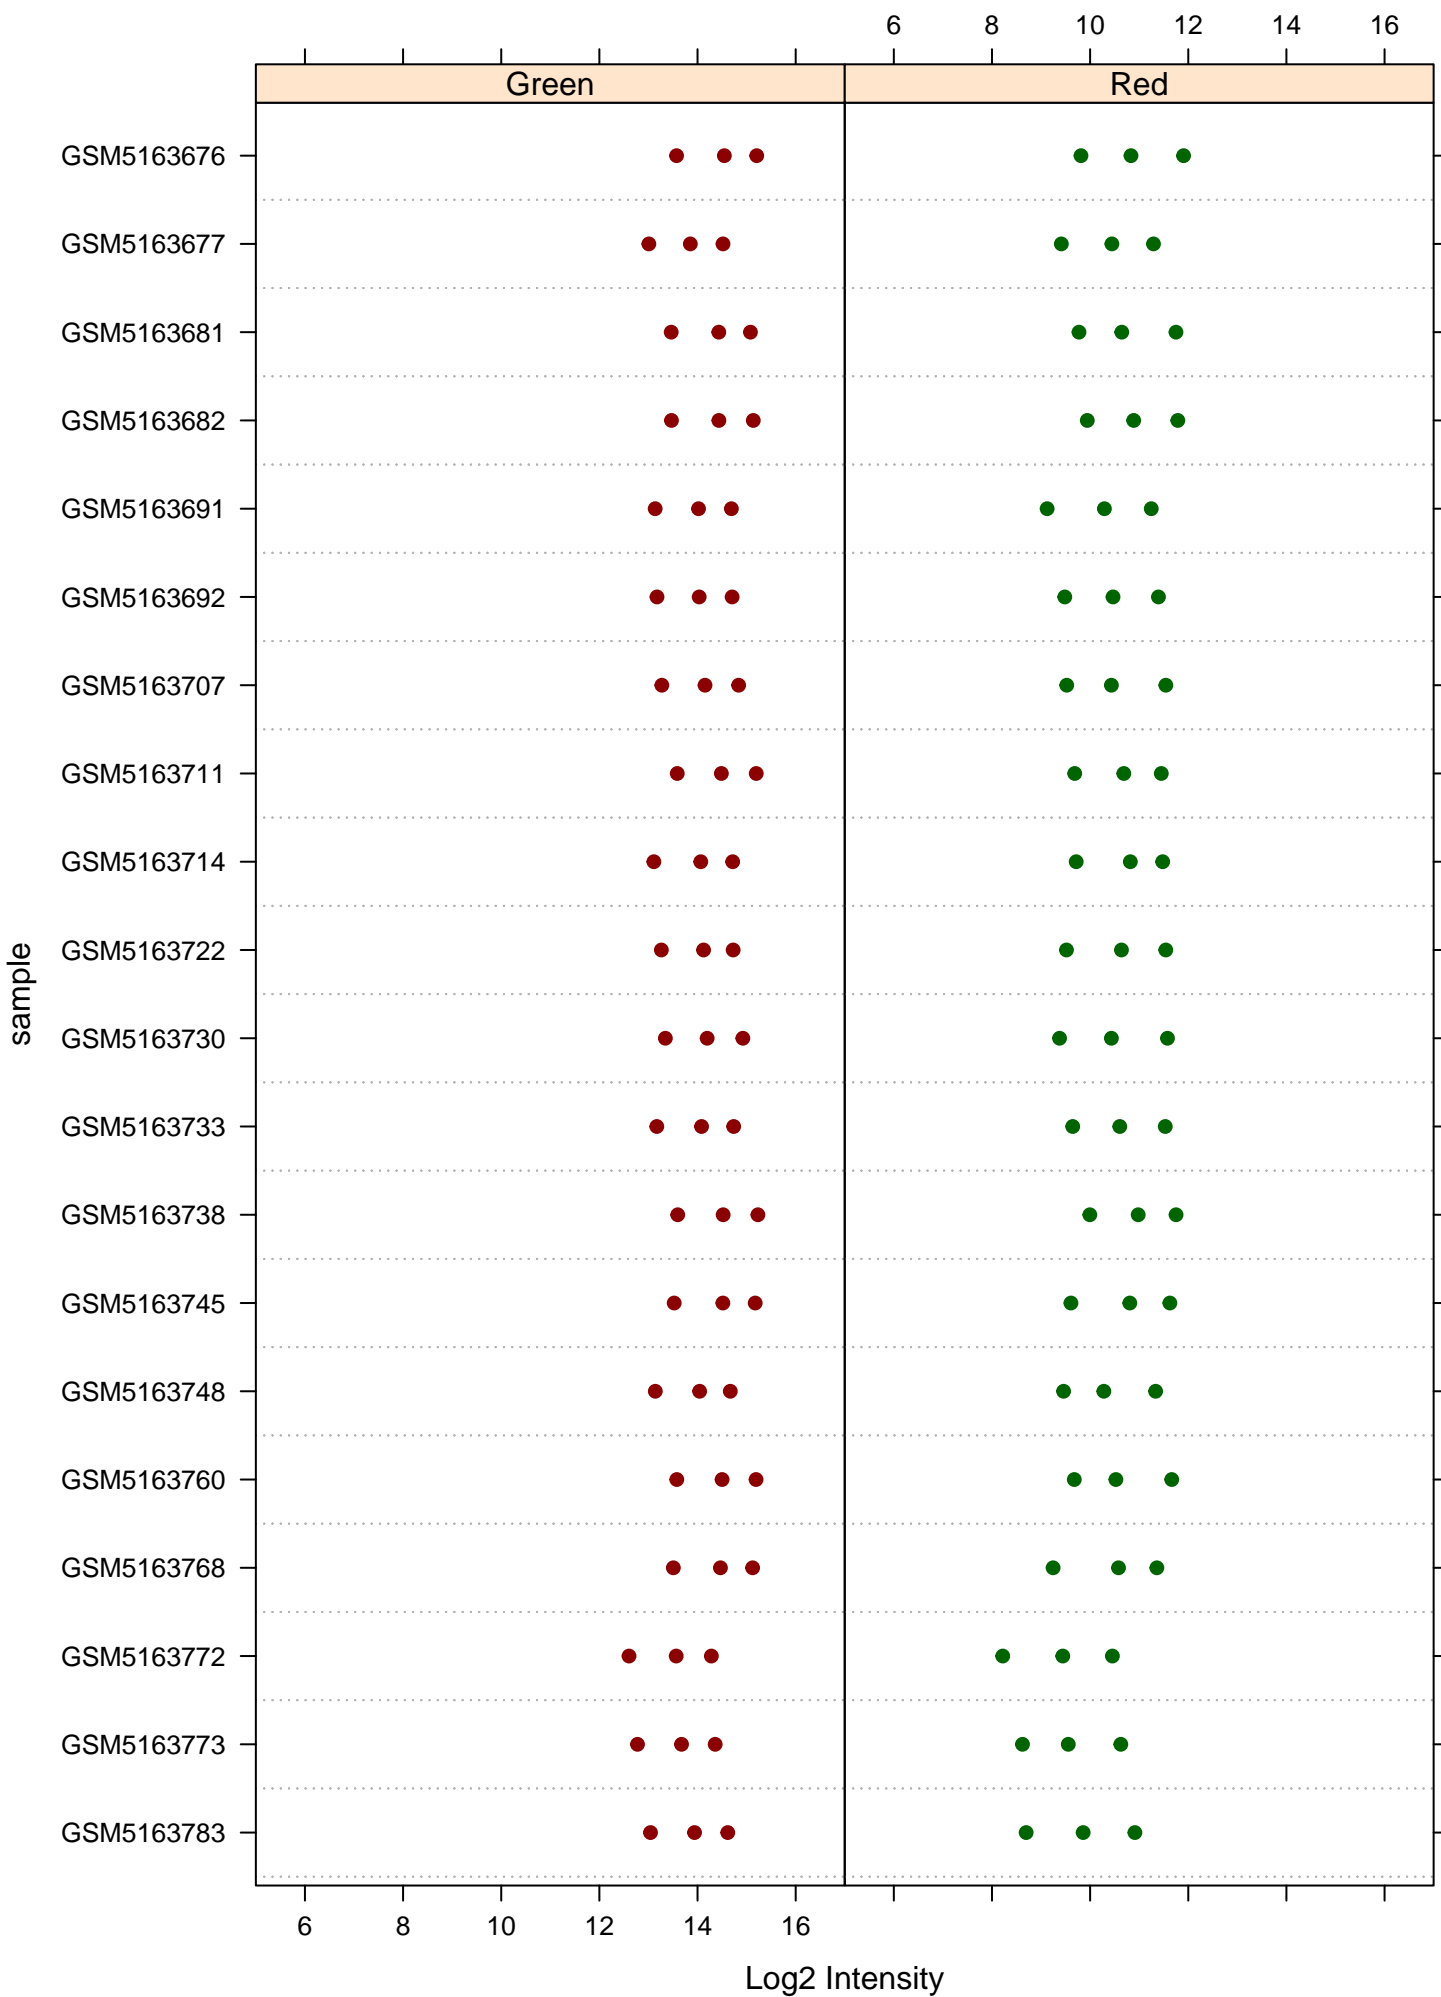 6 8 10 12 14 16
Green Red
GSM5163676
GSM5163677
GSM5163681
GSM5163682
GSM5163691
GSM5163692
GSM5163707
GSM5163711
GSM5163714
GSM5163722
GSM5163730
GSM5163733
GSM5163738
GSM5163745
GSM5163748
GSM5163760
GSM5163768
GSM5163772
GSM5163773
GSM5163783
sample
6 8 10 12 14 16
Log2 Intensity